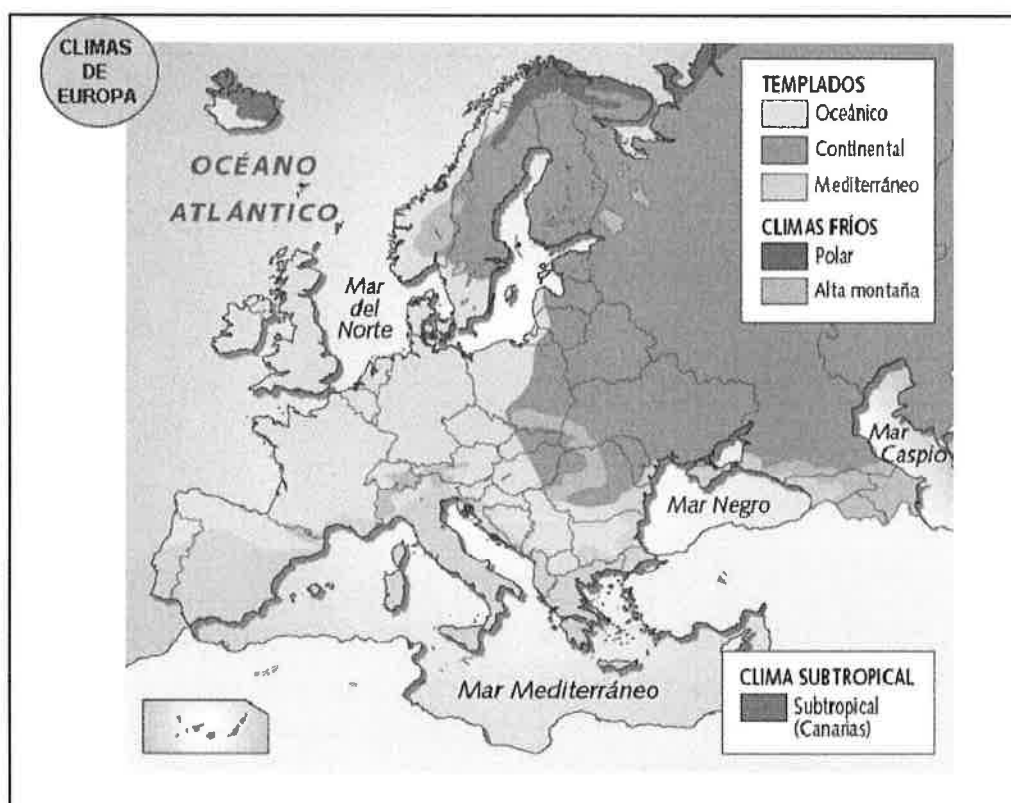 CLIMAS
DE
EUROPA
OCÉANO
ATLÁNTICO
Mar
del
Norte
TEMPLADOS
Oceánico
Continental
Mediterráneo
CLIMAS FRÍOS
Polar
Alta montaña
Mar
Caspio
Mar Negro
Mar Mediterráneo
CLIMA SUBTROPICAL
Subtropical
(Canarias)